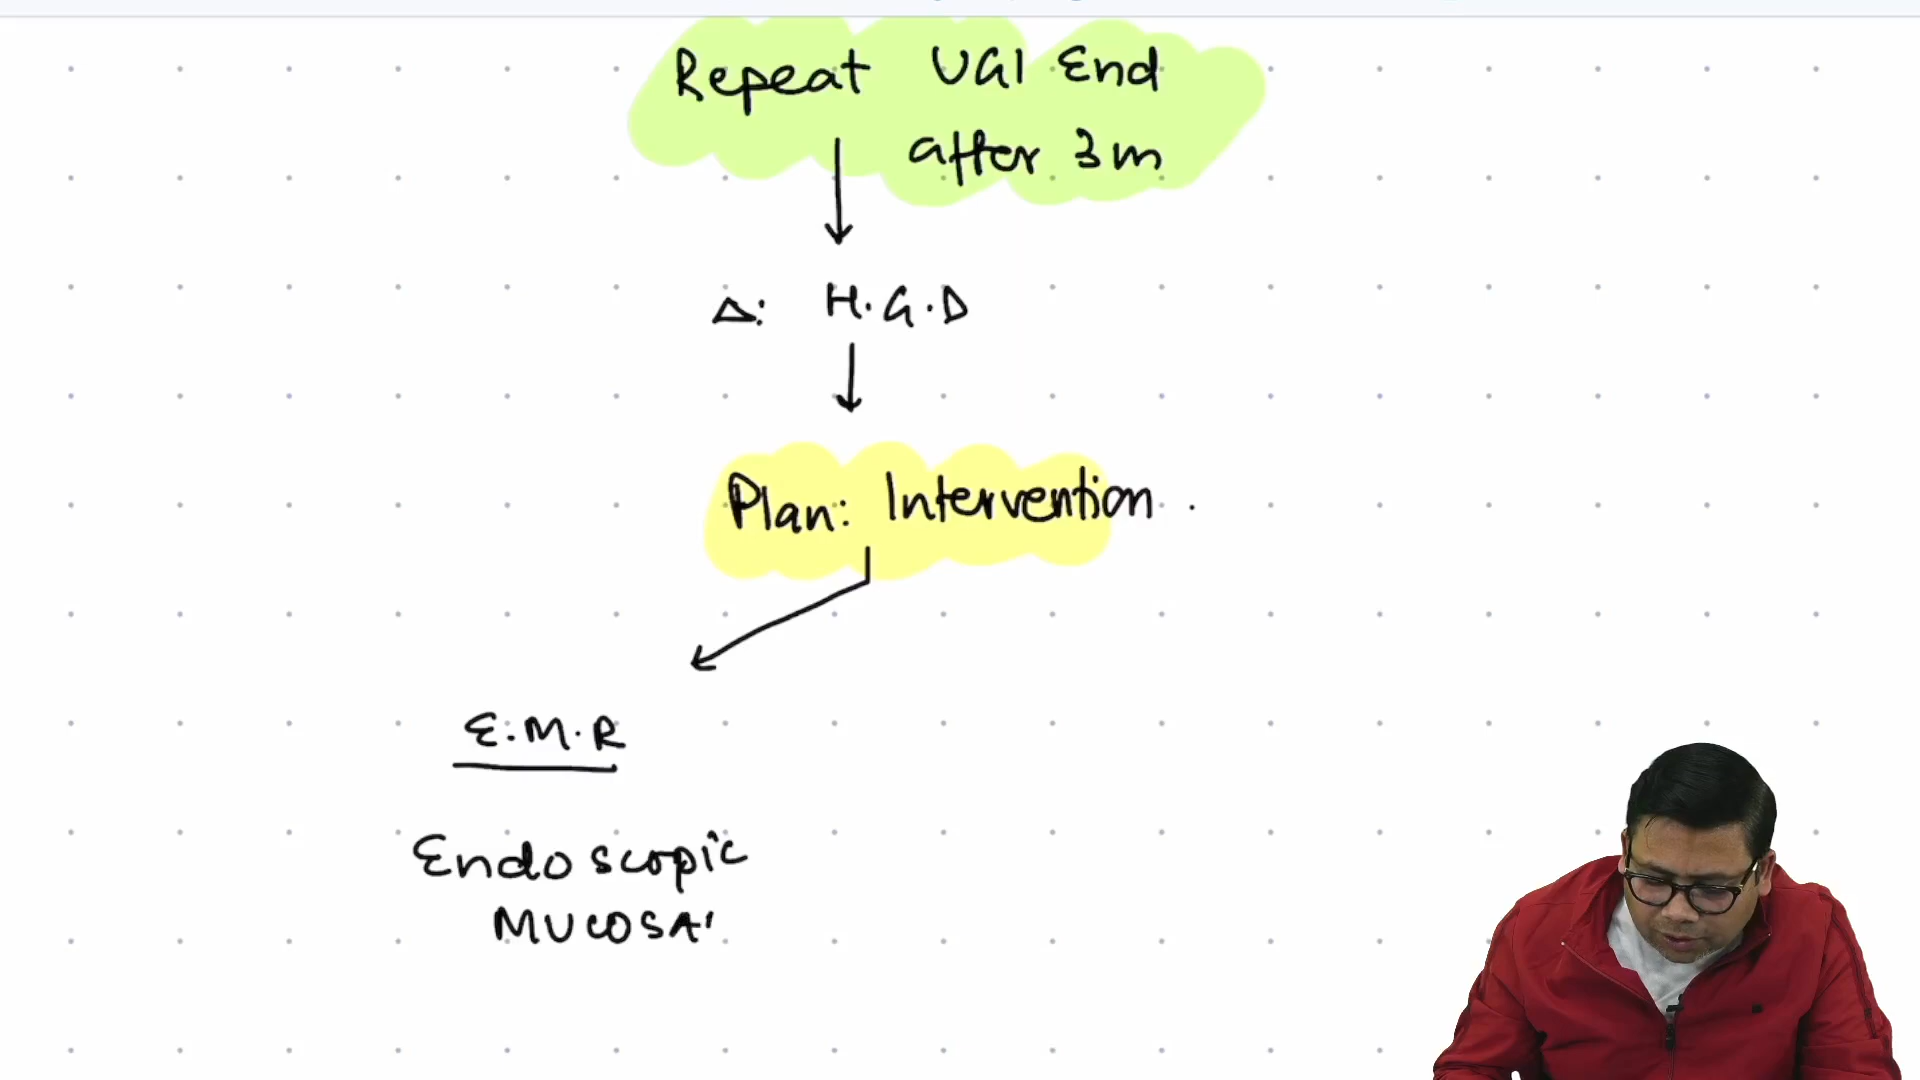 Repeat UGI End
after 3m
Δ: H.G.D
Plan: Intervention.
E.M.R
Endoscopic
MUCOSA'